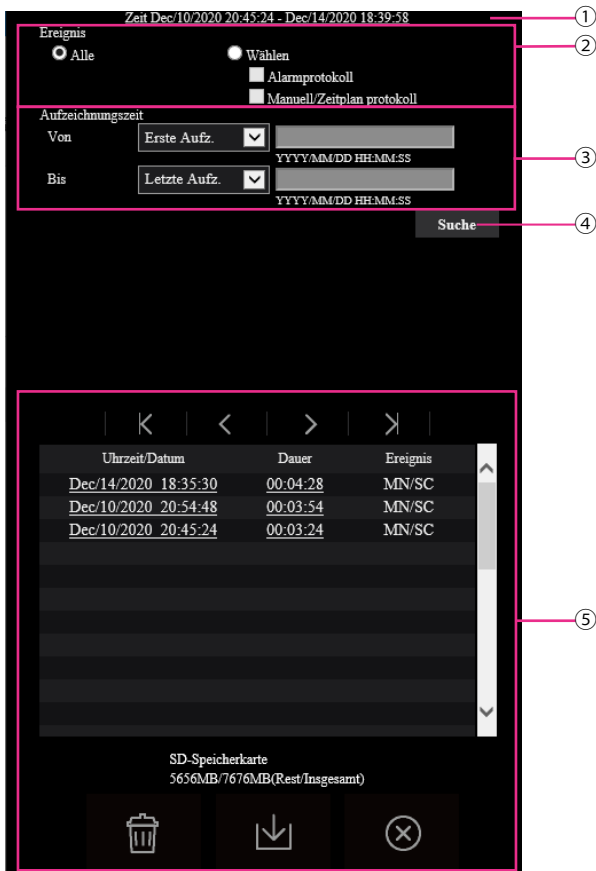 Zeit Dec/10/2020 20:45:24 - Dec/14/2020 18:39:58 ①
Ereignis ②
Alle Wählen
Alarmprotokoll
Manuell/Zeitplan protokoll
Aufzeichnungszeit
Von Erste Aufz.
YYYY/MM/DD HH:MM:SS ③
Bis Letzte Aufz.
YYYY/MM/DD HH:MM:SS
Suche ④
Uhrzeit/Datum Dauer Ereignis
Dec/14/2020 18:35:30 00:04:28 MN/SC
Dec/10/2020 20:54:48 00:03:54 MN/SC
Dec/10/2020 20:45:24 00:03:24 MN/SC
⑤
SD-Speicherkarte
5656MB/7676MB(Rest/Insgesamt)